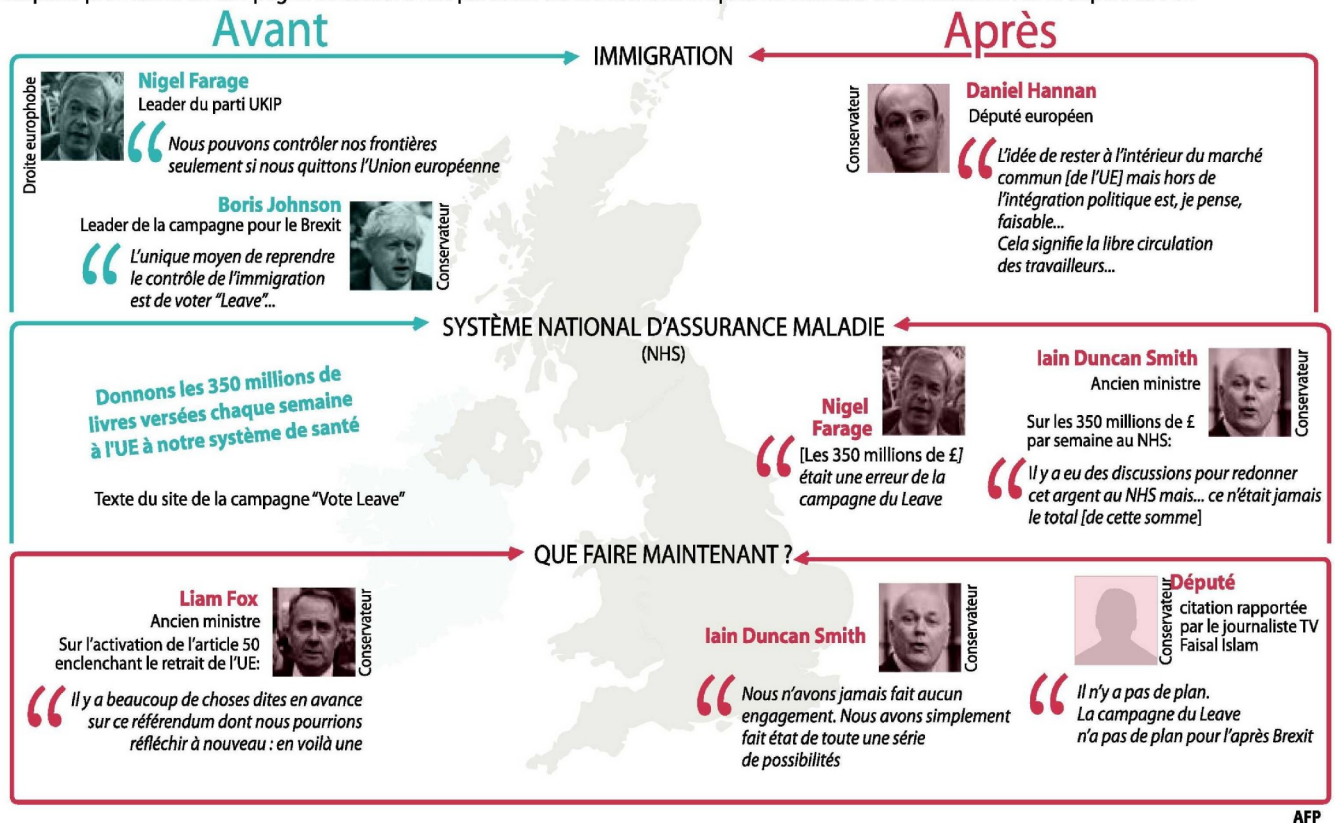 Avant
Après
IMMIGRATION
Droite europhobe
Nigel Farage
Leader du parti UKIP
“ Nous pouvons contrôler nos frontières
seulement si nous quittons l'Union européenne
Boris Johnson
Leader de la campagne pour le Brexit
Conservateur
“ L'unique moyen de reprendre
le contrôle de l'immigration
est de voter “Leave”...
Conservateur
Daniel Hannan
Député européen
“ L'idée de rester à l'intérieur du marché
commun [de l'UE] mais hors de
l'intégration politique est, je pense,
faisable...
Cela signifie la libre circulation
des travailleurs...
SYSTÈME NATIONAL D'ASSURANCE MALADIE
(NHS)
Donnons les 350 millions de
livres versées chaque semaine
à l'UE à notre système de santé
Texte du site de la campagne “Vote Leave”
Nigel
Farage
“ [Les 350 millions de £]
était une erreur de la
campagne du Leave
Iain Duncan Smith
Ancien ministre
Conservateur
Sur les 350 millions de £
par semaine au NHS:
“ Il y a eu des discussions pour redonner
cet argent au NHS mais... ce n'était jamais
le total [de cette somme]
QUE FAIRE MAINTENANT ?
Liam Fox
Ancien ministre
Conservateur
Sur l'activation de l'article 50
enclenchant le retrait de l'UE:
“ Il y a beaucoup de choses dites en avance
sur ce référendum dont nous pourrions
réfléchir à nouveau : en voilà une
Iain Duncan Smith
Conservateur
“ Nous n'avons jamais fait aucun
engagement. Nous avons simplement
fait état de toute une série
de possibilités
Conservateur
Député
citation rapportée
par le journaliste TV
Faisal Islam
“ Il n'y a pas de plan.
La campagne du Leave
n'a pas de plan pour l'après Brexit
AFP